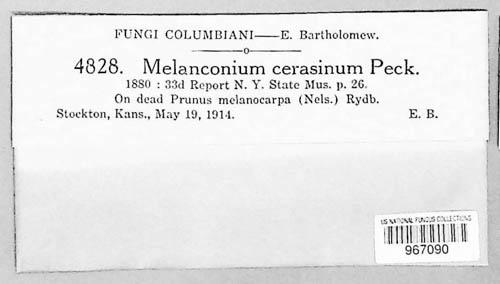 FUNGI COLUMBIANI——E. Bartholomew.
4828. Melanconium cerasinum Peck.
1880 : 33d Report N. Y. State Mus. p. 26.
On dead Prunus melanocarpa (Nels.) Rydb.
Stockton, Kans., May 19, 1914. E. B.
US NATIONAL FUNGUS COLLECTIONS
967090